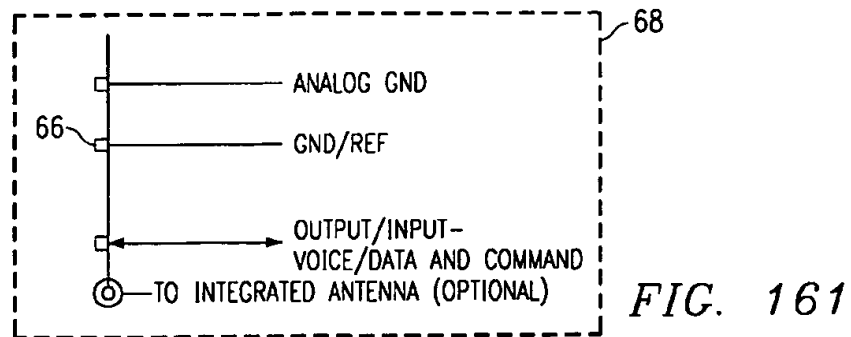 68
ANALOG GND
66
GND/REF
OUTPUT/INPUT-
VOICE/DATA AND COMMAND
TO INTEGRATED ANTENNA (OPTIONAL)
FIG. 161